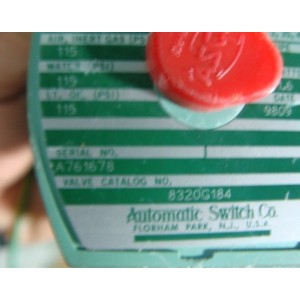 AIR, INERT GAS (PSI)
115
WATER (PSI)
115
LT. OIL (PSI)
115
9809
SERIAL NO.
A761678
VALVE CATALOG NO.
8320G184
Automatic Switch Co.
FLORHAM PARK, N.J., U.S.A.